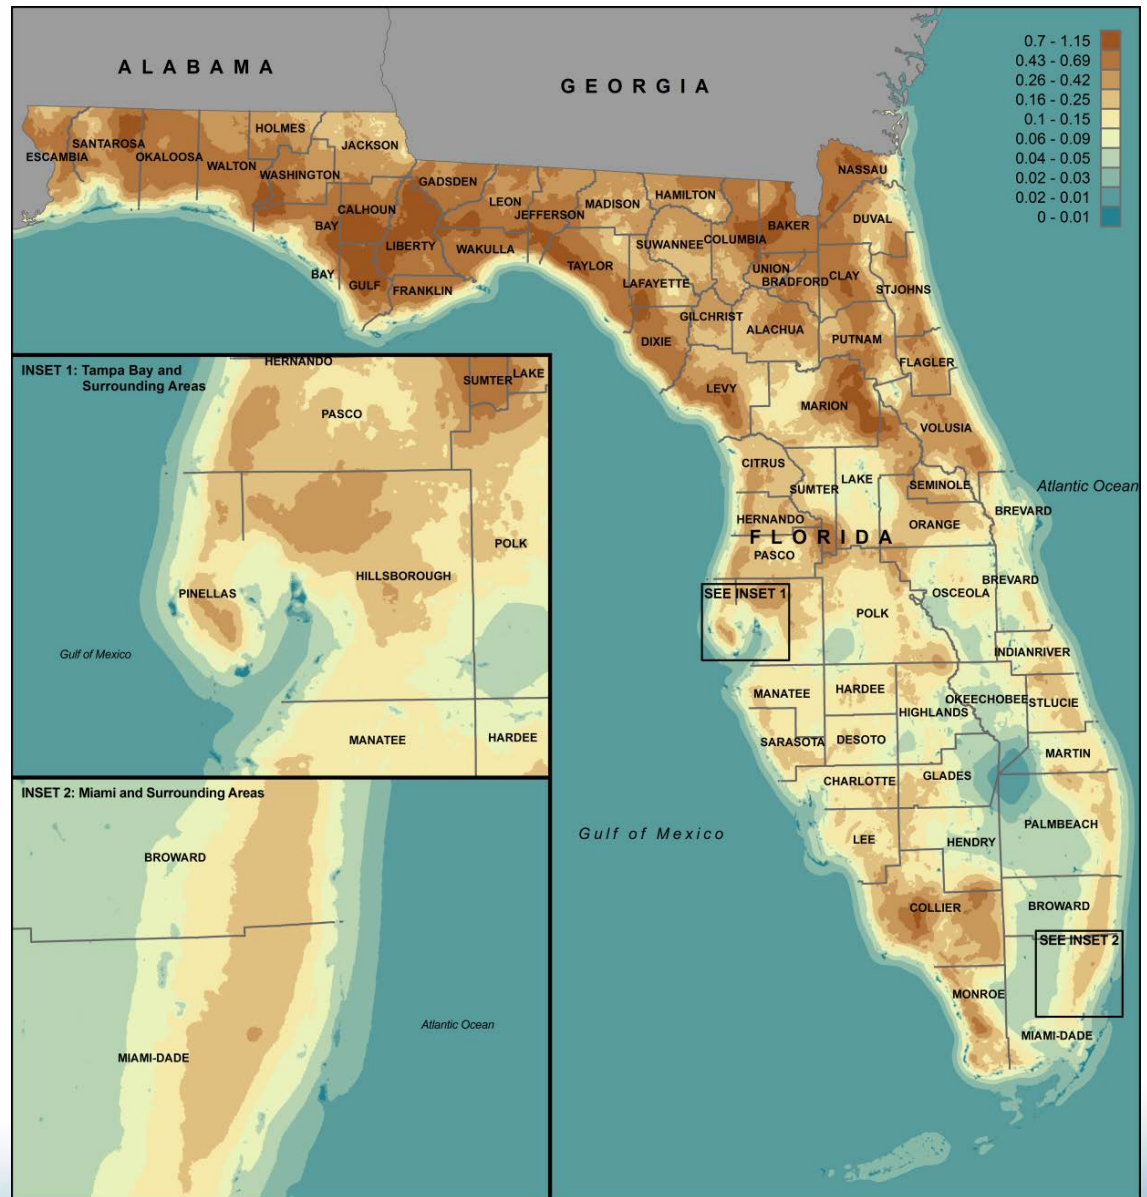 ALABAMA
GEORGIA
0.7 - 1.15
0.43 - 0.69
0.26 - 0.42
0.16 - 0.25
0.1 - 0.15
0.06 - 0.09
0.04 - 0.05
0.02 - 0.03
0.02 - 0.01
0 - 0.01
HOLMES
SANTAROSA
JACKSON
ESCAMBIA
OKALOOSA
WALTON
WASHINGTON
NASSAU
GADSDEN
HAMILTON
LEON
MADISON
CALHOUN
JEFFERSON
DUVAL
BAY
BAKER
LIBERTY
WAKULLA
SUWANNEE
COLUMBIA
TAYLOR
UNION
BAY
CLAY
BRADFORD
LAFAYETTE
GULF
FRANKLIN
STJOHNS
GILCHRIST
ALACHUA
PUTNAM
DIXIE
FLAGLER
LEVY
MARION
VOLUSIA
CITRUS
LAKE
SUMTER
SEMINOLE
Atlantic Ocean
BREVARD
HERNANDO
ORANGE
FLORIDA
PASCO
BREVARD
SEE INSET 1
OSCEOLA
POLK
INDIANRIVER
MANATEE
HARDEE
OKEECHOBEE
STLUCIE
HIGHLANDS
SARASOTA
DESOTO
MARTIN
CHARLOTTE
GLADES
PALMBEACH
Gulf of Mexico
LEE
HENDRY
COLLIER
BROWARD
SEE INSET 2
MONROE
MIAMI-DADE
INSET 1: Tampa Bay and
Surrounding Areas
HERNANDO
SUMTER
LAKE
PASCO
POLK
HILLSBOROUGH
PINELLAS
Gulf of Mexico
MANATEE
HARDEE
INSET 2: Miami and Surrounding Areas
BROWARD
Atlantic Ocean
MIAMI-DADE